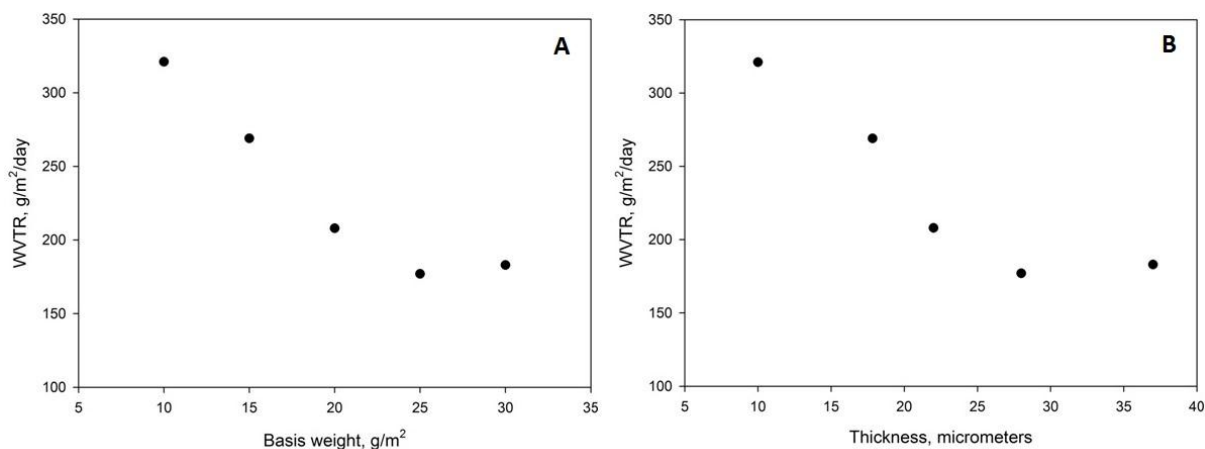 A
350
300
250
200
150
100
WVTR, g/m²/day
5 10 15 20 25 30 35
Basis weight, g/m²
B
350
300
250
200
150
100
WVTR, g/m²/day
5 10 15 20 25 30 35 40
Thickness, micrometers